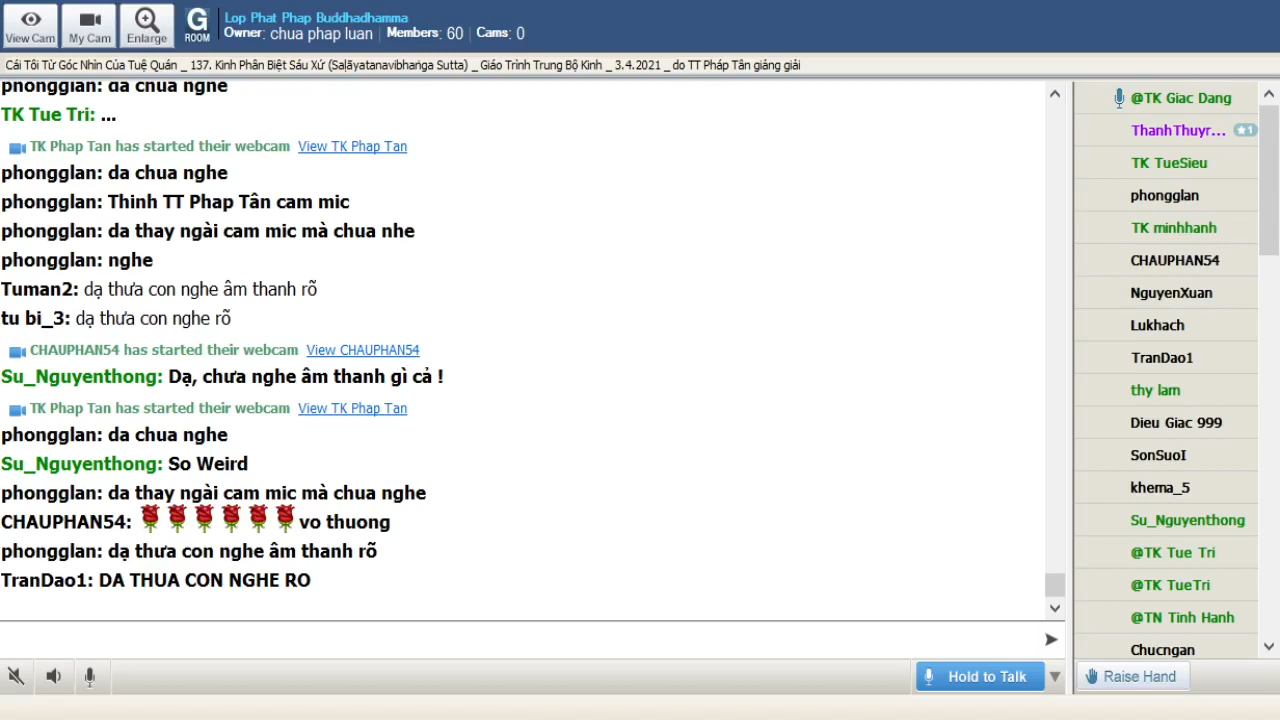 View Cam
My Cam
Enlarge
G
ROOM
Lop Phat Phap Buddhadhamma
Owner: chua phap luan | Members: 60 | Cams: 0
Cái Tôi Từ Góc Nhìn Của Tuệ Quán _ 137. Kinh Phân Biệt Sáu Xứ (Saḷāyatanavibhaṅga Sutta) _ Giáo Trình Trung Bộ Kinh _ 3.4.2021 _ do TT Pháp Tân giảng giải
phongglan: da chua nghe
TK Tue Tri: ...
TK Phap Tan has started their webcam View TK Phap Tan
phongglan: da chua nghe
phongglan: Thinh TT Phap Tân cam mic
phongglan: da thay ngài cam mic mà chua nhe
phongglan: nghe
Tuman2: dạ thưa con nghe âm thanh rõ
tu bi_3: dạ thưa con nghe rõ
CHAUPHAN54 has started their webcam View CHAUPHAN54
Su_Nguyenthong: Dạ, chưa nghe âm thanh gì cả !
TK Phap Tan has started their webcam View TK Phap Tan
phongglan: da chua nghe
Su_Nguyenthong: So Weird
phongglan: da thay ngài cam mic mà chua nghe
CHAUPHAN54: vo thuong
phongglan: dạ thưa con nghe âm thanh rõ
TranDao1: DA THUA CON NGHE RO
@TK Giac Dang
ThanhThuyr... 1
TK TueSieu
phongglan
TK minhhanh
CHAUPHAN54
NguyenXuan
Lukhach
TranDao1
thy lam
Dieu Giac 999
SonSuoI
khema_5
Su_Nguyenthong
@TK Tue Tri
@TK TueTri
@TN Tinh Hanh
Chucngan
Hold to Talk
Raise Hand